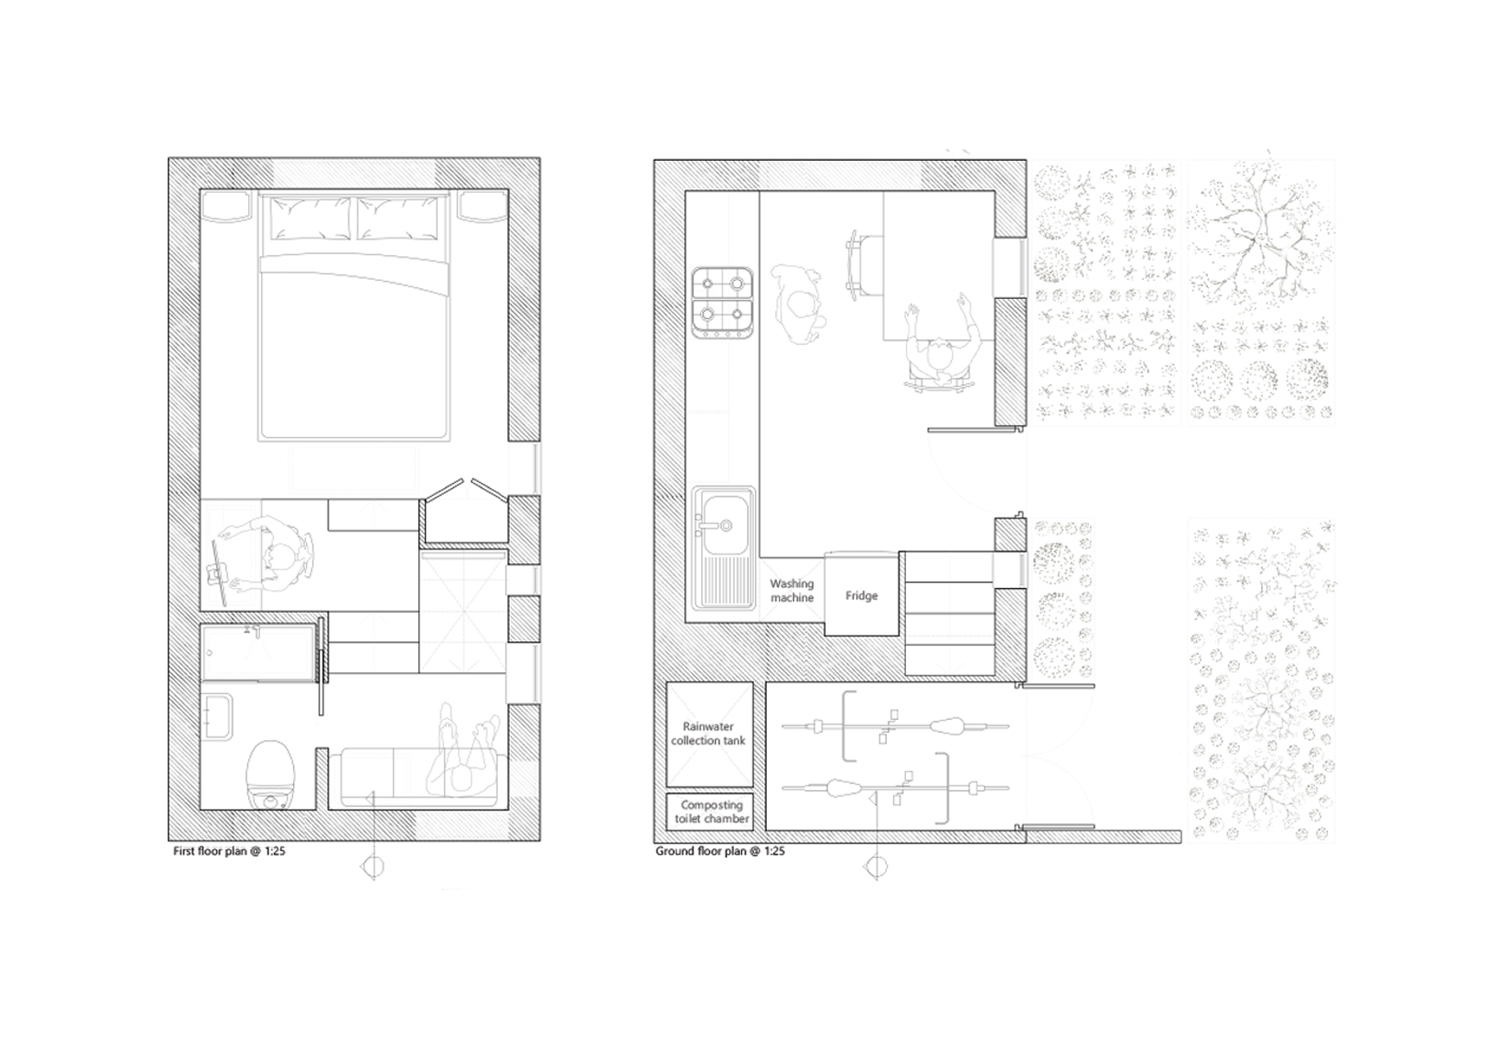 Washing
machine
Fridge
Rainwater
collection tank
Composting
toilet chamber
First floor plan @ 1:25
Ground floor plan @ 1:25